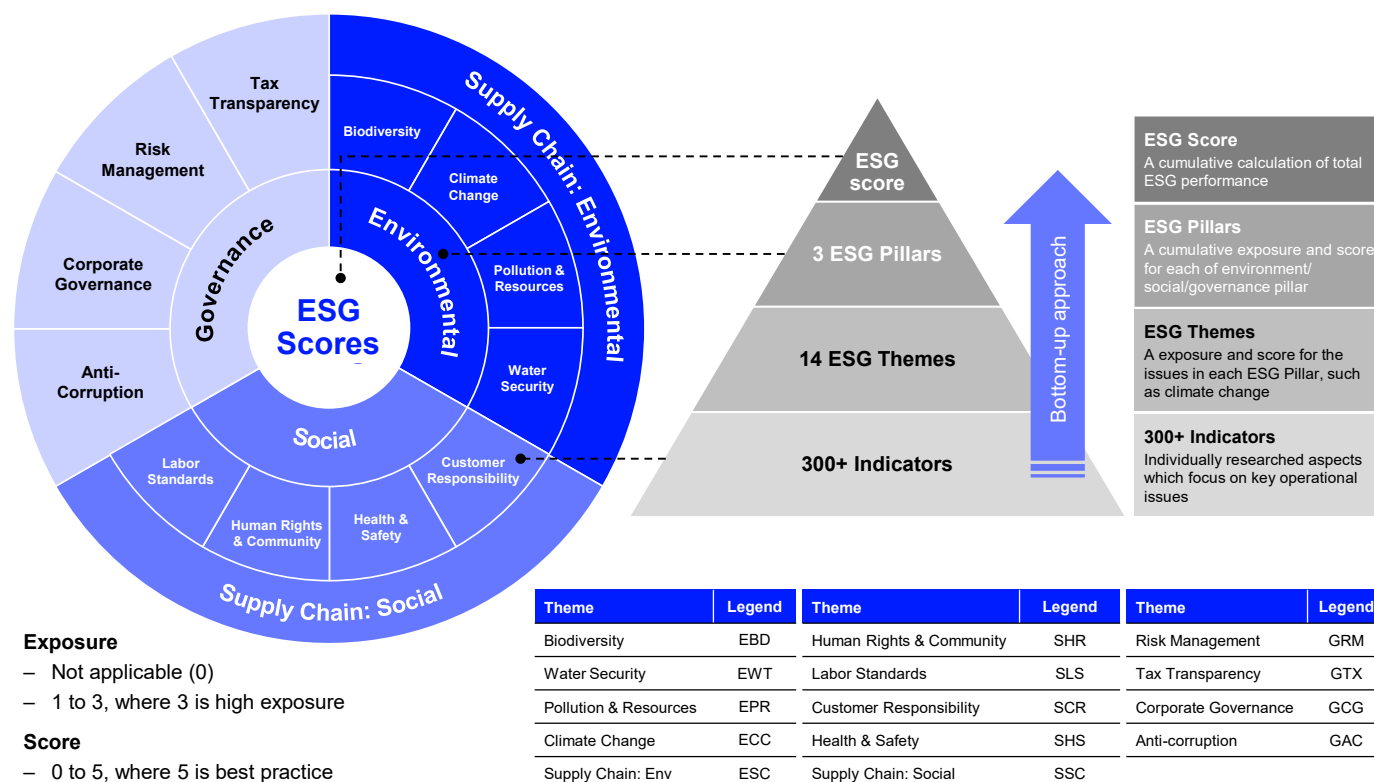 Tax
Transparency
Risk
Management
Corporate
Governance
Anti-
Corruption
Governance
Supply Chain: Environmental
Biodiversity
Climate
Change
Pollution &
Resources
Water
Security
Environmental
ESG
Scores
Social
Labor
Standards
Human Rights
& Community
Health &
Safety
Customer
Responsibility
Supply Chain: Social
ESG
score
3 ESG Pillars
14 ESG Themes
300+ Indicators
Bottom-up approach
ESG Score
A cumulative calculation of total
ESG performance
ESG Pillars
A cumulative exposure and score
for each of environment/
social/governance pillar
ESG Themes
A exposure and score for the
issues in each ESG Pillar, such
as climate change
300+ Indicators
Individually researched aspects
which focus on key operational
issues
Exposure
– Not applicable (0)
– 1 to 3, where 3 is high exposure
Score
– 0 to 5, where 5 is best practice
Theme Legend Theme Legend Theme Legend
Biodiversity EBD Human Rights & Community SHR Risk Management GRM
Water Security EWT Labor Standards SLS Tax Transparency GTX
Pollution & Resources EPR Customer Responsibility SCR Corporate Governance GCG
Climate Change ECC Health & Safety SHS Anti-corruption GAC
Supply Chain: Env ESC Supply Chain: Social SSC